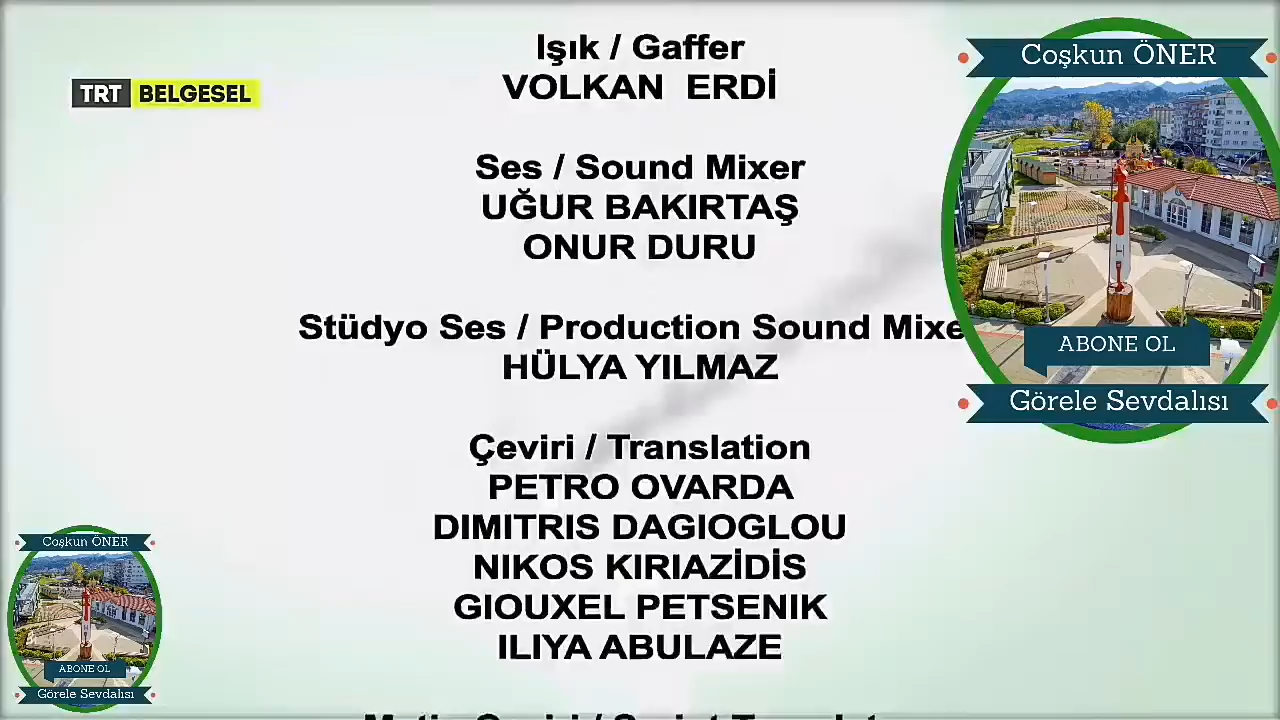 Işık / Gaffer
VOLKAN ERDİ
TRT BELGESEL
Ses / Sound Mixer
UĞUR BAKIRTAŞ
ONUR DURU
Stüdyo Ses / Production Sound Mixe
HÜLYA YILMAZ
Çeviri / Translation
PETRO OVARDA
DIMITRIS DAGIOGLOU
NIKOS KIRIAZİDİS
GIOUXEL PETSENIK
ILIYA ABULAZE
Coşkun ÖNER
ABONE OL
Görele Sevdalısı
Coşkun ÖNER
ABONE OL
Görele Sevdalısı